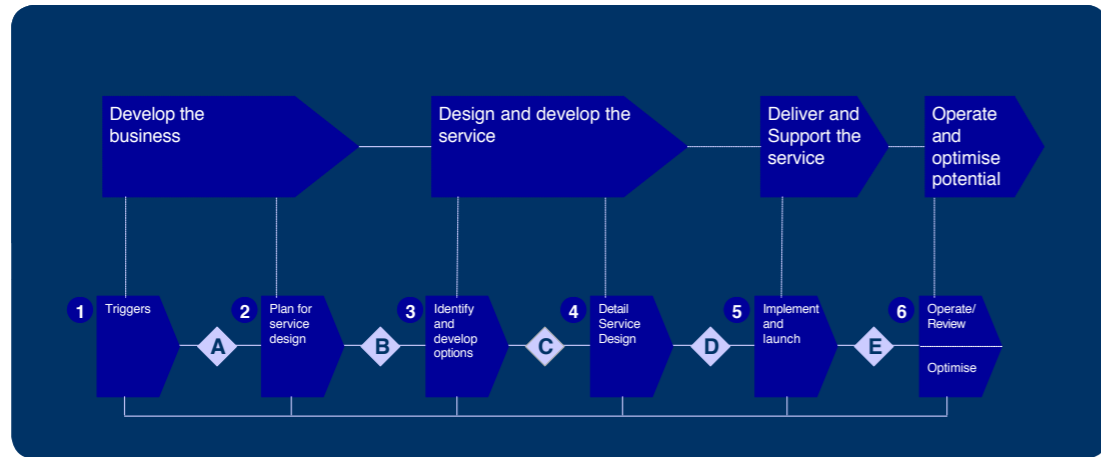 Develop the
business
Design and develop the
service
Deliver and
Support the
service
Operate
and
optimise
potential
1
Triggers
A
2
Plan for
service
design
B
3
Identify
and
develop
options
C
4
Detail
Service
Design
D
5
Implement
and
launch
E
6
Operate/
Review
Optimise